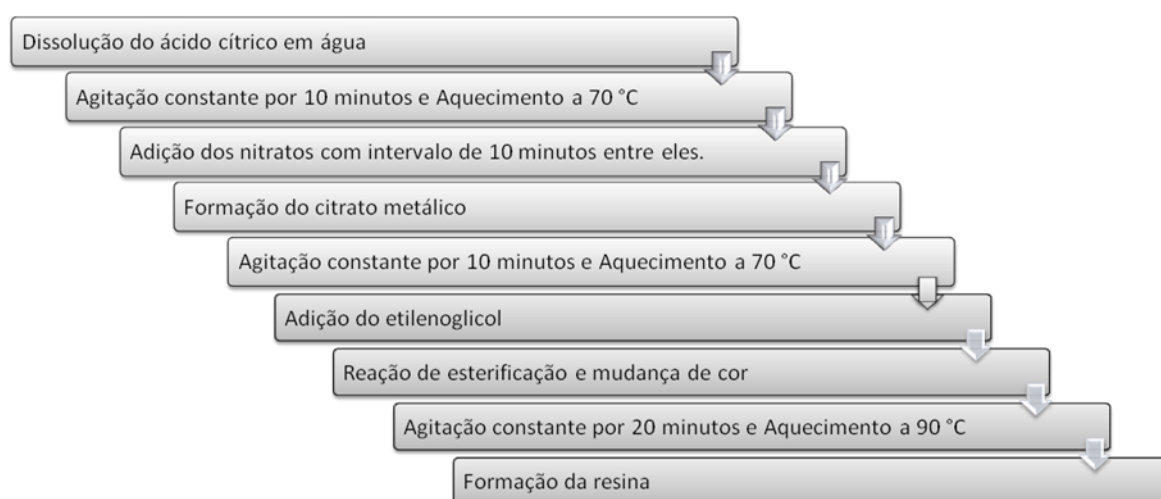 Dissolução do ácido cítrico em água
Agitação constante por 10 minutos e Aquecimento a 70 °C
Adição dos nitratos com intervalo de 10 minutos entre eles.
Formação do citrato metálico
Agitação constante por 10 minutos e Aquecimento a 70 °C
Adição do etilenoglicol
Reação de esterificação e mudança de cor
Agitação constante por 20 minutos e Aquecimento a 90 °C
Formação da resina